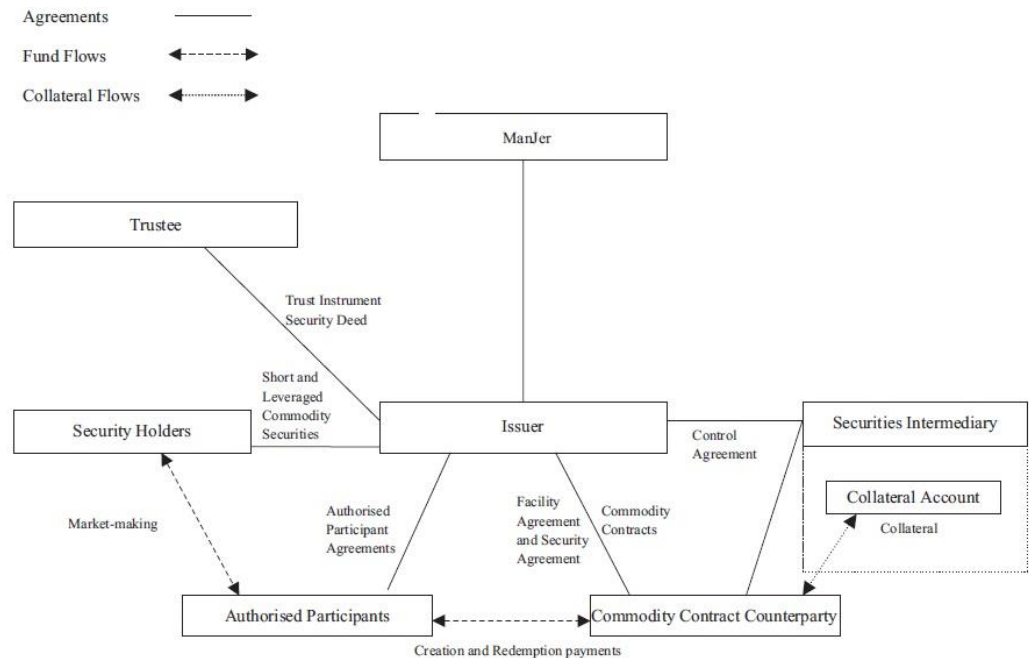 Agreements
Fund Flows
Collateral Flows
ManJer
Trustee
Trust Instrument
Security Deed
Short and
Leveraged
Commodity
Securities
Security Holders
Issuer
Securities Intermediary
Control
Agreement
Collateral Account
Collateral
Market-making
Authorised
Participant
Agreements
Facility
Agreement
and Security
Agreement
Commodity
Contracts
Authorised Participants
Commodity Contract Counterparty
Creation and Redemption payments